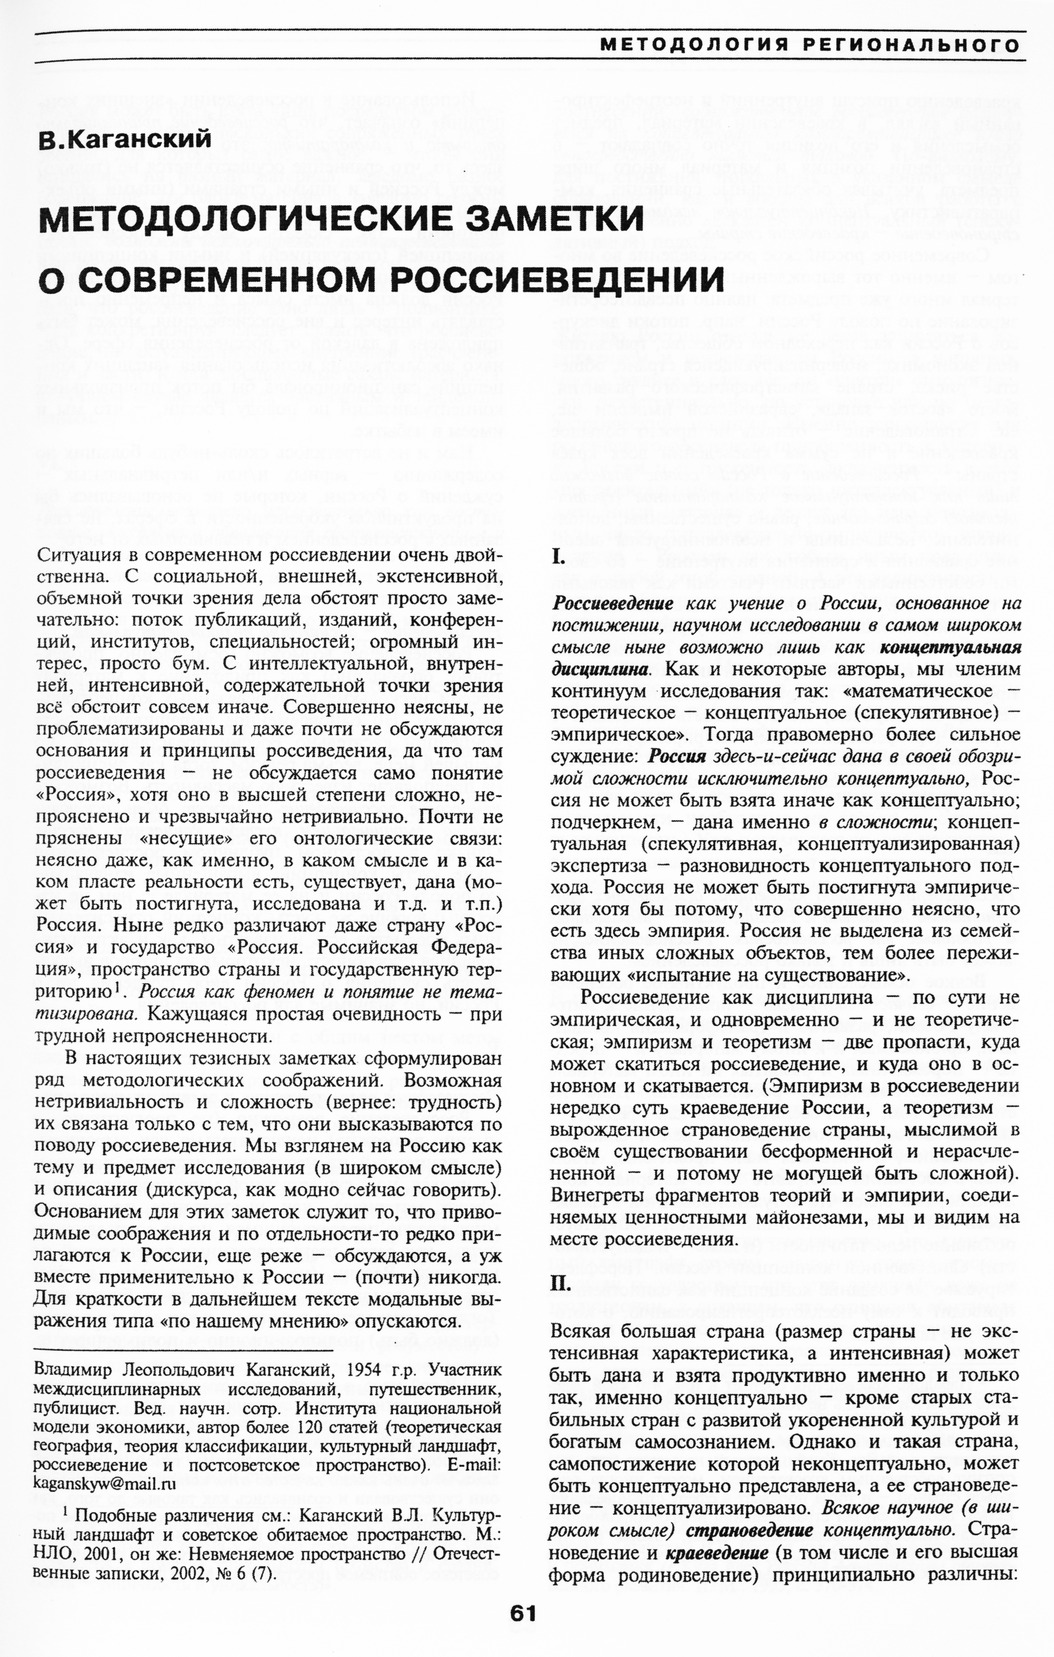 МЕТОДОЛОГИЯ РЕГИОНАЛЬНОГО
В.Каганский
МЕТОДОЛОГИЧЕСКИЕ ЗАМЕТКИ
О СОВРЕМЕННОМ РОССИЕВЕДЕНИИ
Ситуация в современном россиевдении очень двой-
ственна. С социальной, внешней, экстенсивной,
объемной точки зрения дела обстоят просто заме-
чательно: поток публикаций, изданий, конферен-
ций, институтов, специальностей; огромный ин-
терес, просто бум. С интеллектуальной, внутрен-
ней, интенсивной, содержательной точки зрения
всё обстоит совсем иначе. Совершенно неясны, не
проблематизированы и даже почти не обсуждаются
основания и принципы россиведения, да что там
россиеведения — не обсуждается само понятие
«Россия», хотя оно в высшей степени сложно, не-
прояснено и чрезвычайно нетривиально. Почти не
пряснены «несущие» его онтологические связи:
неясно даже, как именно, в каком смысле и в ка-
ком пласте реальности есть, существует, дана (мо-
жет быть постигнута, исследована и т.д. и т.п.)
Россия. Ныне редко различают даже страну «Рос-
сия» и государство «Россия. Российская Федера-
ция», пространство страны и государственную тер-
риторию¹. Россия как феномен и понятие не тема-
тизирована. Кажущаяся простая очевидность — при
трудной непроясненности.
В настоящих тезисных заметках сформулирован
ряд методологических соображений. Возможная
нетривиальность и сложность (вернее: трудность)
их связана только с тем, что они высказываются по
поводу россиеведения. Мы взглянем на Россию как
тему и предмет исследования (в широком смысле)
и описания (дискурса, как модно сейчас говорить).
Основанием для этих заметок служит то, что приво-
димые соображения и по отдельности-то редко при-
лагаются к России, еще реже — обсуждаются, а уж
вместе применительно к России — (почти) никогда.
Для краткости в дальнейшем тексте модальные вы-
ражения типа «по нашему мнению» опускаются.
Владимир Леопольдович Каганский, 1954 г.р. Участник
междисциплинарных исследований, путешественник,
публицист. Вед. научн. сотр. Института национальной
модели экономики, автор более 120 статей (теоретическая
география, теория классификации, культурный ландшафт,
россиеведение и постсоветское пространство). E-mail:
kaganskyw@mail.ru
¹ Подобные различения см.: Каганский В.Л. Культур-
ный ландшафт и советское обитаемое пространство. М.:
НЛО, 2001, он же: Невменяемое пространство // Отечест-
венные записки, 2002, № 6 (7).
I.
Россиеведение как учение о России, основанное на
постижении, научном исследовании в самом широком
смысле ныне возможно лишь как концептуальная
дисциплина. Как и некоторые авторы, мы членим
континуум исследования так: «математическое —
теоретическое — концептуальное (спекулятивное) —
эмпирическое». Тогда правомерно более сильное
суждение: Россия здесь-и-сейчас дана в своей обозри-
мой сложности исключительно концептуально, Рос-
сия не может быть взята иначе как концептуально;
подчеркнем, — дана именно в сложности; концеп-
туальная (спекулятивная, концептуализированная)
экспертиза — разновидность концептуального под-
хода. Россия не может быть постигнута эмпириче-
ски хотя бы потому, что совершенно неясно, что
есть здесь эмпирия. Россия не выделена из семей-
ства иных сложных объектов, тем более пережи-
вающих «испытание на существование».
Россиеведение как дисциплина — по сути не
эмпирическая, и одновременно — и не теоретиче-
ская; эмпиризм и теоретизм — две пропасти, куда
может скатиться россиеведение, и куда оно в ос-
новном и скатывается. (Эмпиризм в россиеведении
нередко суть краеведение России, а теоретизм —
вырожденное страноведение страны, мыслимой в
своём существовании бесформенной и нерасчле-
ненной — и потому не могущей быть сложной).
Винегреты фрагментов теорий и эмпирии, соеди-
няемых ценностными майонезами, мы и видим на
месте россиеведения.
II.
Всякая большая страна (размер страны — не экс-
тенсивная характеристика, а интенсивная) может
быть дана и взята продуктивно именно и только
так, именно концептуально — кроме старых ста-
бильных стран с развитой укорененной культурой и
богатым самосознанием. Однако и такая страна,
самопостижение которой неконцептуально, может
быть концептуально представлена, а ее страноведе-
ние — концептуализировано. Всякое научное (в ши-
роком смысле) страноведение концептуально. Стра-
новедение и краеведение (в том числе и его высшая
форма родиноведение) принципиально различны:
61